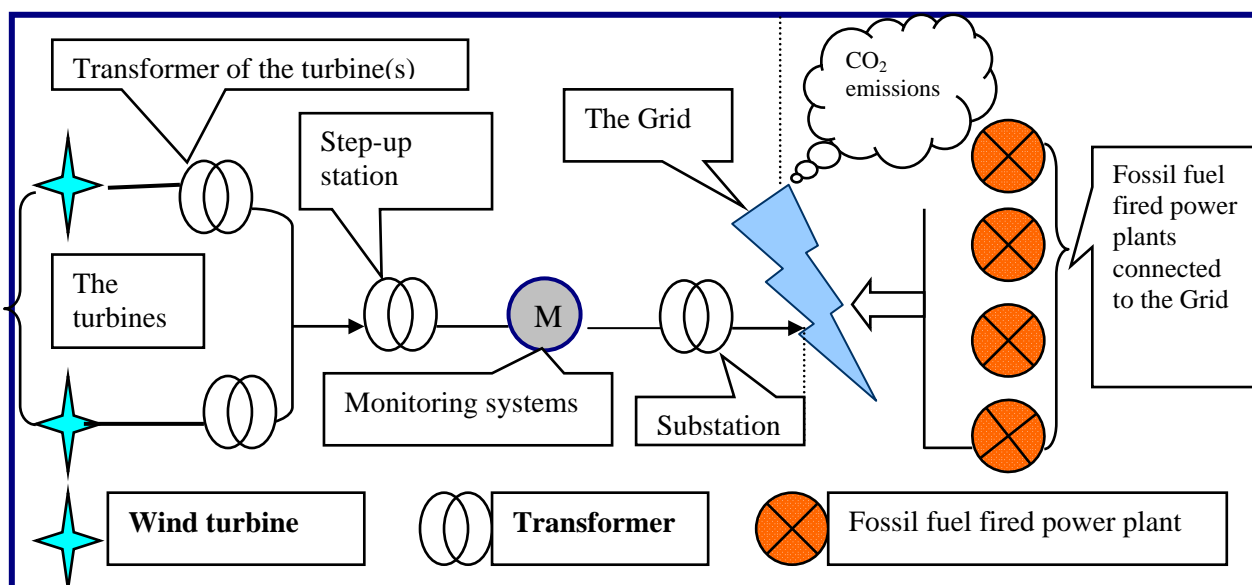 Transformer of the turbine(s)
CO₂
emissions
The Grid
Step-up
station
Fossil fuel
fired power
plants
connected
to the Grid
The
turbines
M
Monitoring systems
Substation
Wind turbine
Transformer
Fossil fuel fired power plant